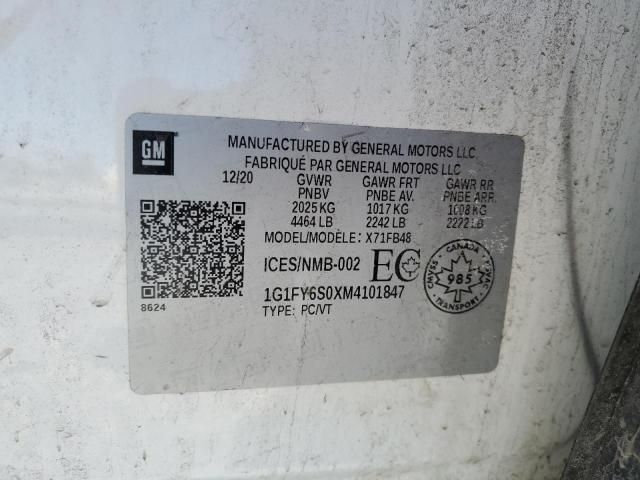 GM
MANUFACTURED BY GENERAL MOTORS LLC
FABRIQUÉ PAR GENERAL MOTORS LLC
12/20 GVWR GAWR FRT GAWR RR
PNBV PNBE AV. PNBE ARR.
2025 KG 1017 KG 1008 KG
4464 LB 2242 LB 2222 LB
MODEL/MODÈLE: X71FB48
ICES/NMB-002 EC
CANADA
CMVSS 985 NSVAC
TRANSPORT
1G1FY6S0XM4101847
8624 TYPE: PC/VT